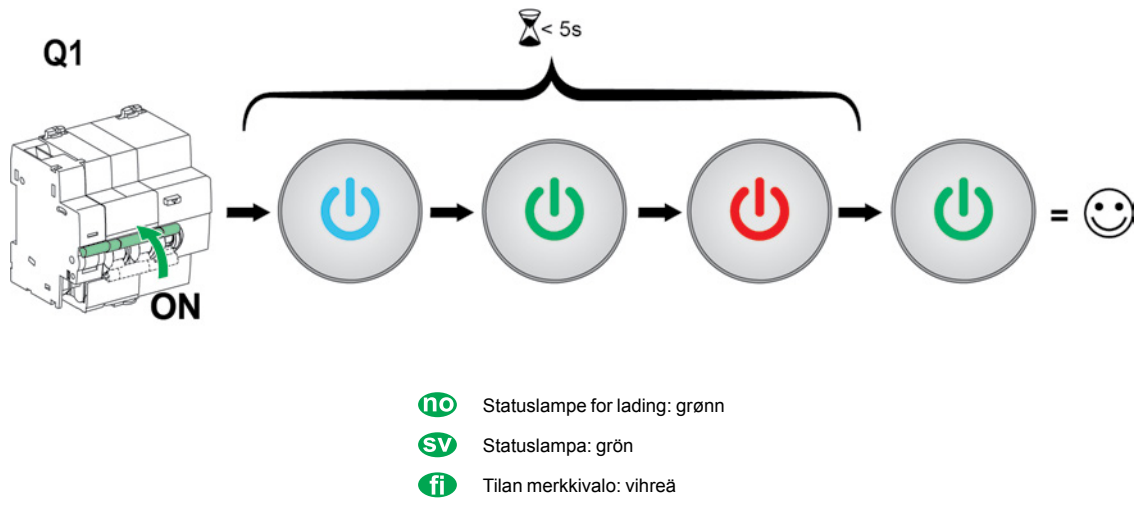 < 5s
Q1
ON
=
no Statuslampe for lading: grønn
sv Statuslampa: grön
fi Tilan merkkivalo: vihreä